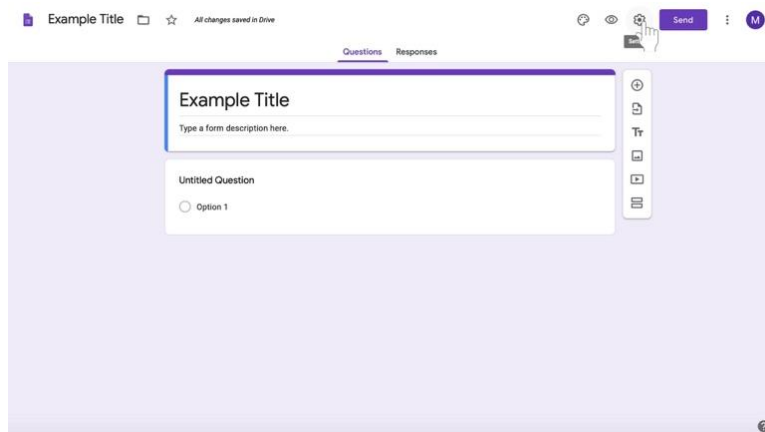 Example Title
All changes saved in Drive
Send
M
Questions
Responses
Example Title
Type a form description here.
Tт
Untitled Question
Option 1